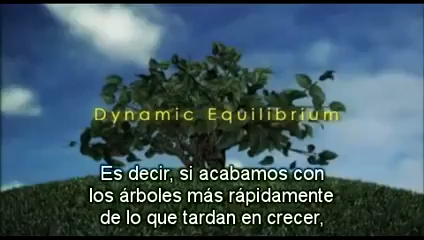 Dynamic Equilibrium
Es decir, si acabamos con
los árboles más rápidamente
de lo que tardan en crecer,